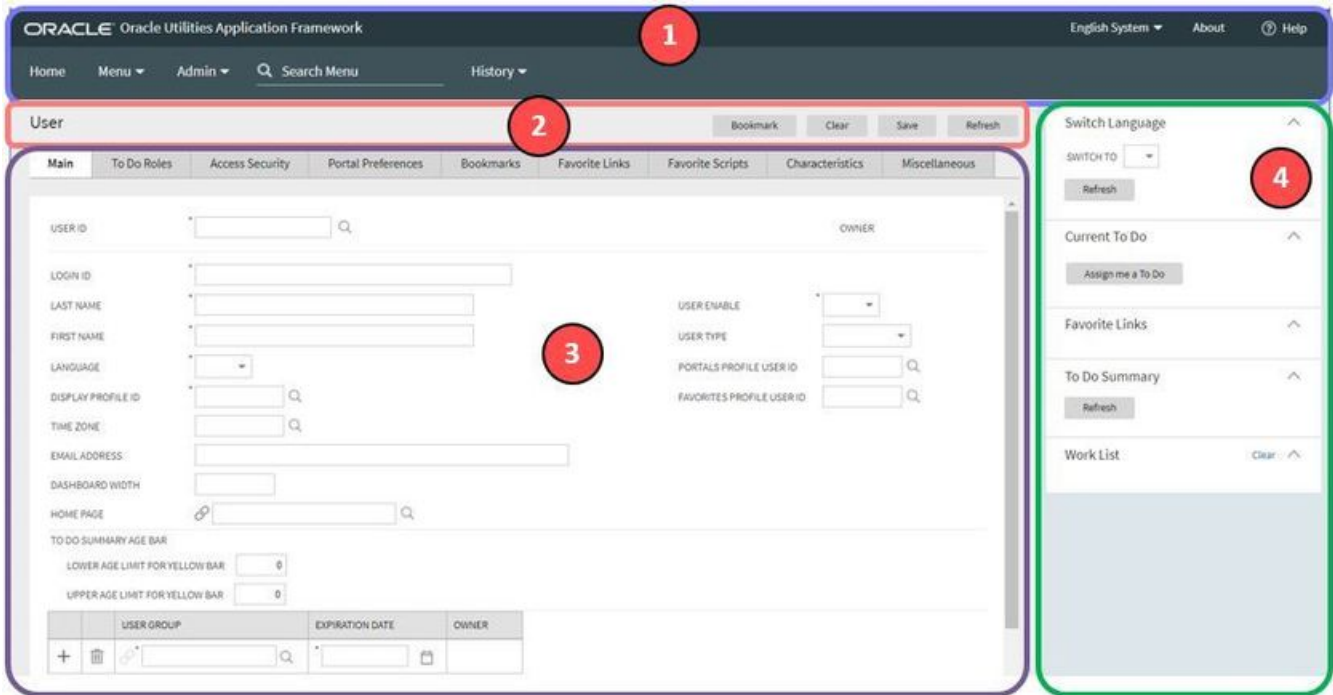 ORACLE Oracle Utilities Application Framework English System About Help
1
Home Menu Admin Search Menu History
User 2 Bookmark Clear Save Refresh
Main To Do Roles Access Security Portal Preferences Bookmarks Favorite Links Favorite Scripts Characteristics Miscellaneous
USER ID * OWNER
LOGIN ID *
LAST NAME * USER ENABLE *
FIRST NAME * USER TYPE
3
LANGUAGE * PORTALS PROFILE USER ID
DISPLAY PROFILE ID * FAVORITES PROFILE USER ID
TIME ZONE
EMAIL ADDRESS
DASHBOARD WIDTH
HOME PAGE
TO DO SUMMARY AGE BAR
LOWER AGE LIMIT FOR YELLOW BAR 0
UPPER AGE LIMIT FOR YELLOW BAR 0
USER GROUP EXPIRATION DATE OWNER
+ * *
Switch Language
SWITCH TO
4
Refresh
Current To Do
Assign me a To Do
Favorite Links
To Do Summary
Refresh
Work List Clear